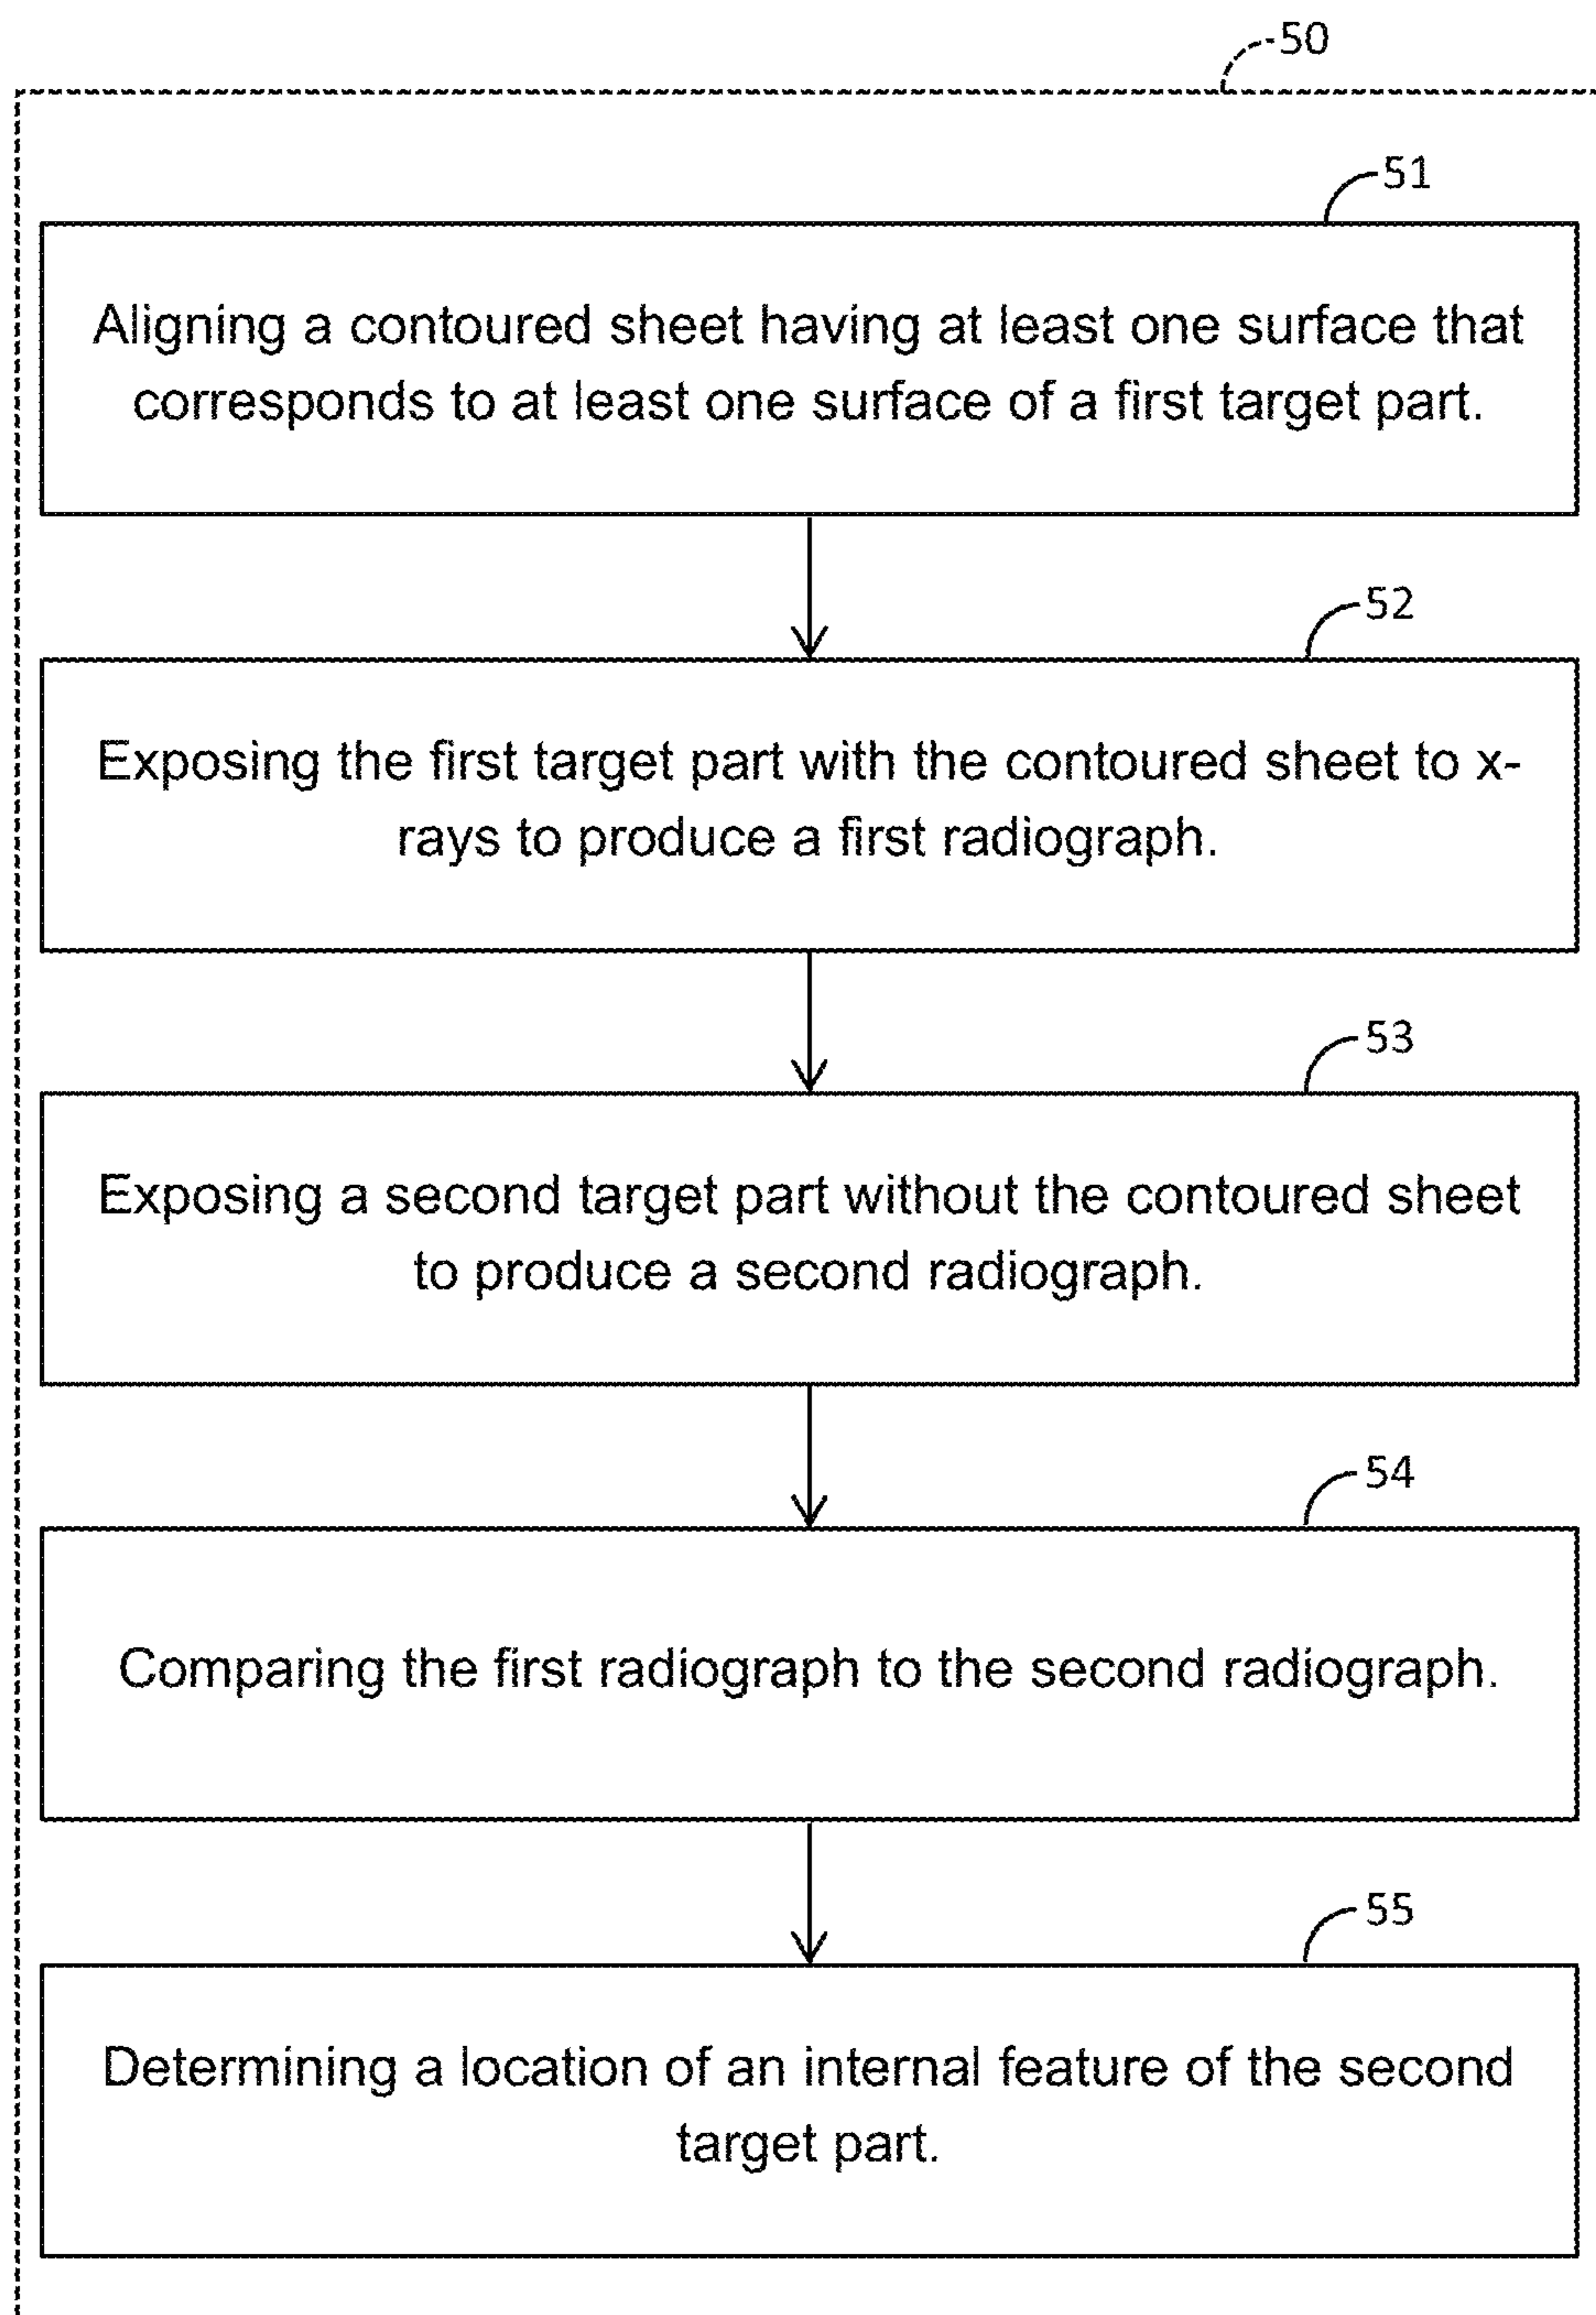 50
51
Aligning a contoured sheet having at least one surface that
corresponds to at least one surface of a first target part.
52
Exposing the first target part with the contoured sheet to x-
rays to produce a first radiograph.
53
Exposing a second target part without the contoured sheet
to produce a second radiograph.
54
Comparing the first radiograph to the second radiograph.
55
Determining a location of an internal feature of the second
target part.